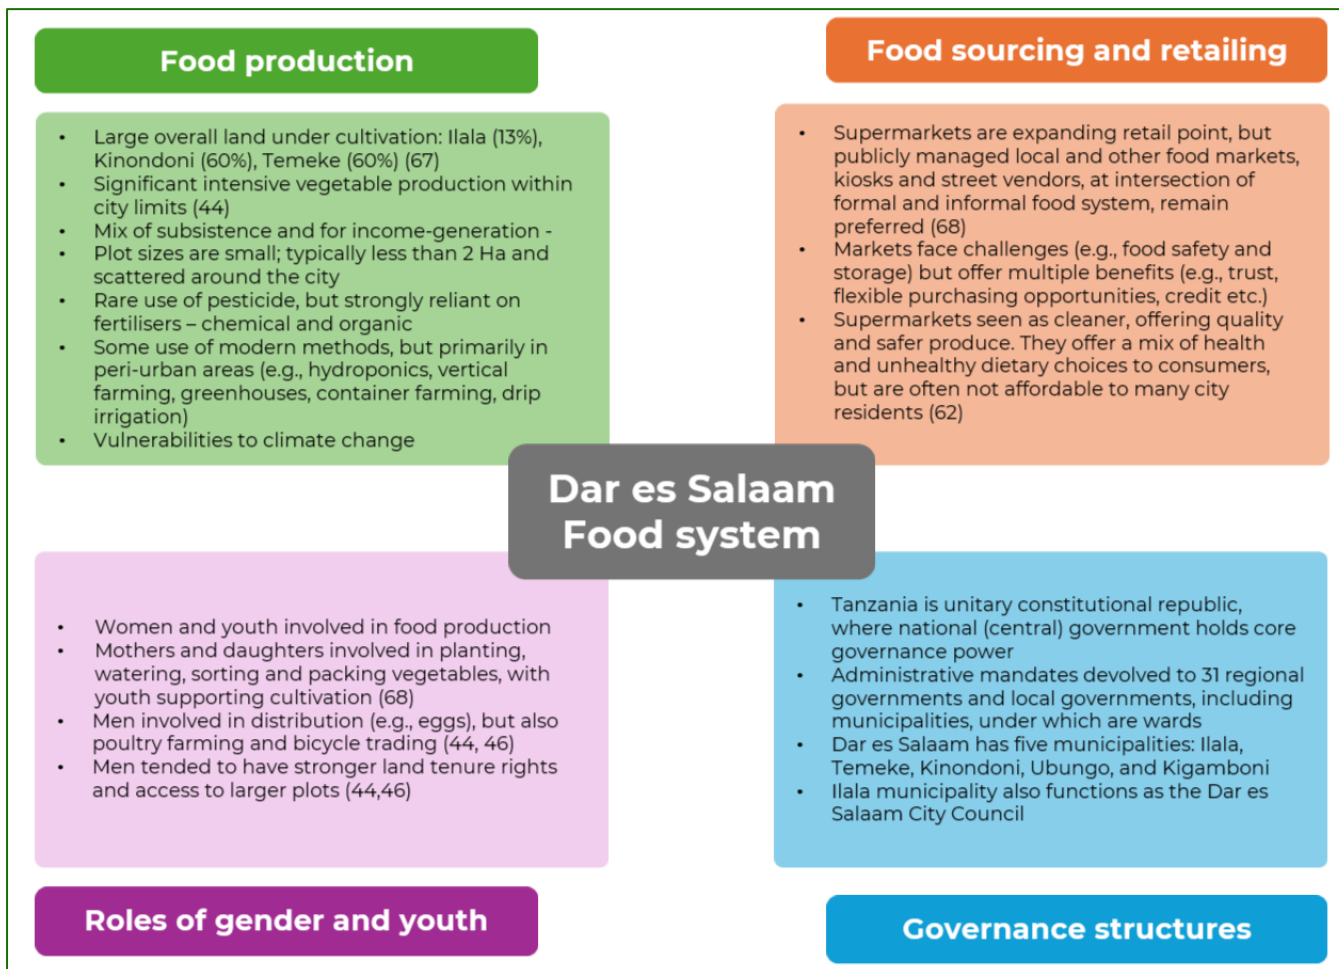 Food production
• Large overall land under cultivation: Ilala (13%),
Kinondoni (60%), Temeke (60%) (67)
• Significant intensive vegetable production within
city limits (44)
• Mix of subsistence and for income-generation -
• Plot sizes are small; typically less than 2 Ha and
scattered around the city
• Rare use of pesticide, but strongly reliant on
fertilisers – chemical and organic
• Some use of modern methods, but primarily in
peri-urban areas (e.g., hydroponics, vertical
farming, greenhouses, container farming, drip
irrigation)
• Vulnerabilities to climate change
Food sourcing and retailing
• Supermarkets are expanding retail point, but
publicly managed local and other food markets,
kiosks and street vendors, at intersection of
formal and informal food system, remain
preferred (68)
• Markets face challenges (e.g., food safety and
storage) but offer multiple benefits (e.g., trust,
flexible purchasing opportunities, credit etc.)
• Supermarkets seen as cleaner, offering quality
and safer produce. They offer a mix of health
and unhealthy dietary choices to consumers,
but are often not affordable to many city
residents (62)
Dar es Salaam
Food system
• Women and youth involved in food production
• Mothers and daughters involved in planting,
watering, sorting and packing vegetables, with
youth supporting cultivation (68)
• Men involved in distribution (e.g., eggs), but also
poultry farming and bicycle trading (44, 46)
• Men tended to have stronger land tenure rights
and access to larger plots (44,46)
Roles of gender and youth
• Tanzania is unitary constitutional republic,
where national (central) government holds core
governance power
• Administrative mandates devolved to 31 regional
governments and local governments, including
municipalities, under which are wards
• Dar es Salaam has five municipalities: Ilala,
Temeke, Kinondoni, Ubungo, and Kigamboni
• Ilala municipality also functions as the Dar es
Salaam City Council
Governance structures